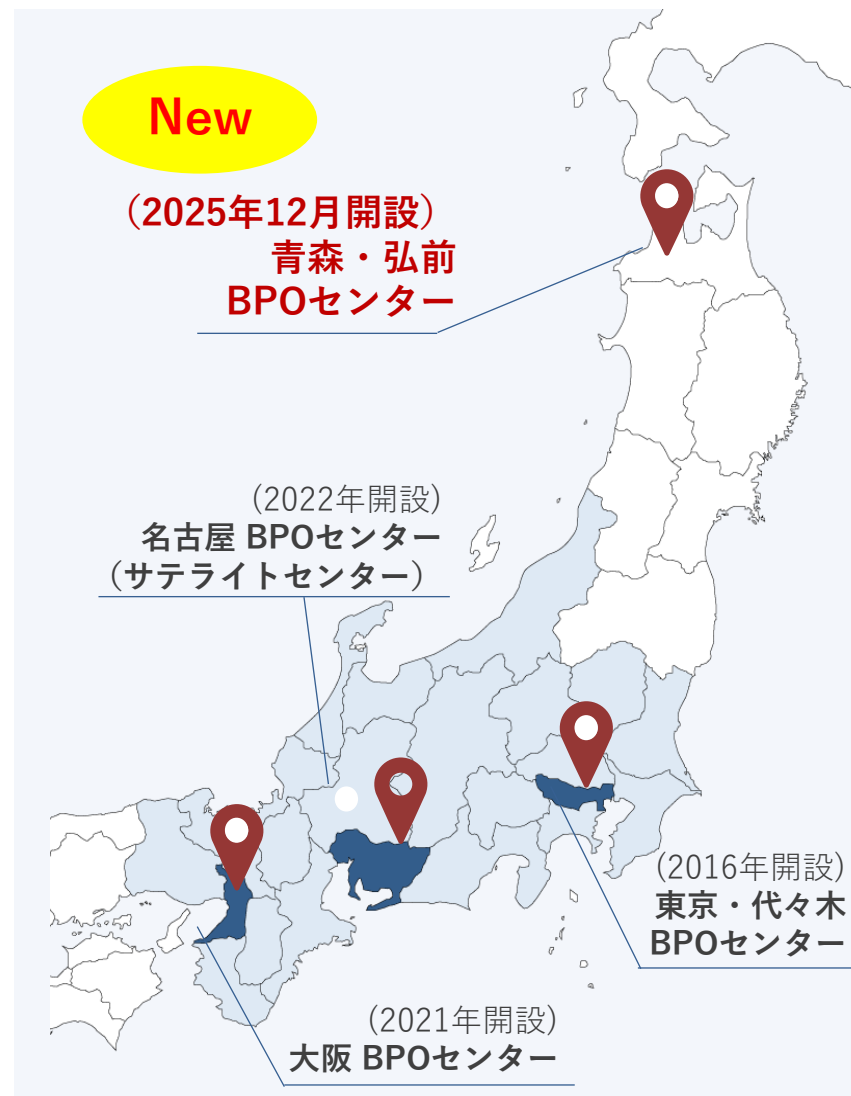 New
（2025年12月開設）
青森・弘前
BPOセンター
(2022年開設)
名古屋 BPOセンター
（サテライトセンター）
(2016年開設)
東京・代々木
BPOセンター
(2021年開設)
大阪 BPOセンター